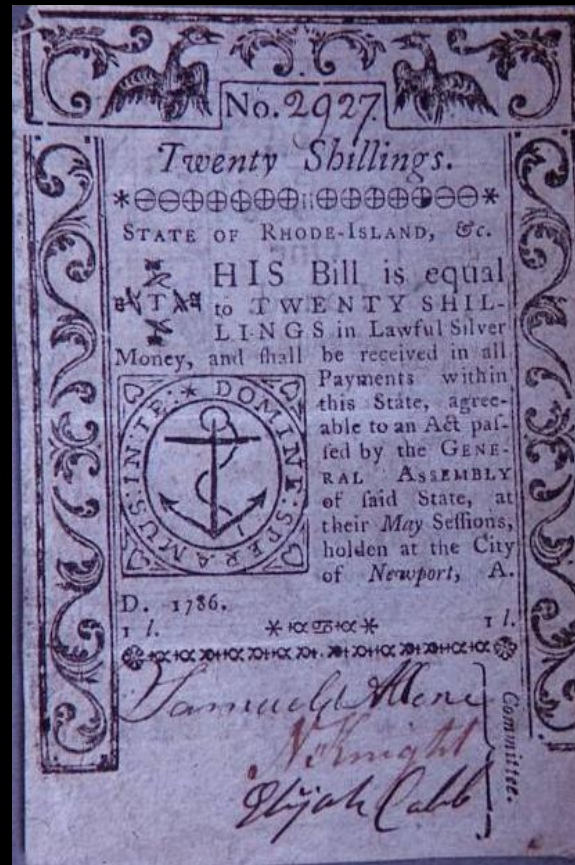 No. 2927.
Twenty Shillings.
STATE OF RHODE-ISLAND, &c.
THIS Bill is equal
to TWENTY SHIL-
LINGS in Lawful Silver
Money, and ſhall be received in all
Payments within
this State, agree-
able to an Act paſ-
ſed by the GENE-
RAL ASSEMBLY
of ſaid State, at
their May Seſſions,
holden at the City
of Newport, A.
D. 1786.
DOMINE: SPERAMUS: IN: TE:
1 l. 1 l.
Samuel Allen
N Knight
Elijah Cobb
Committee.